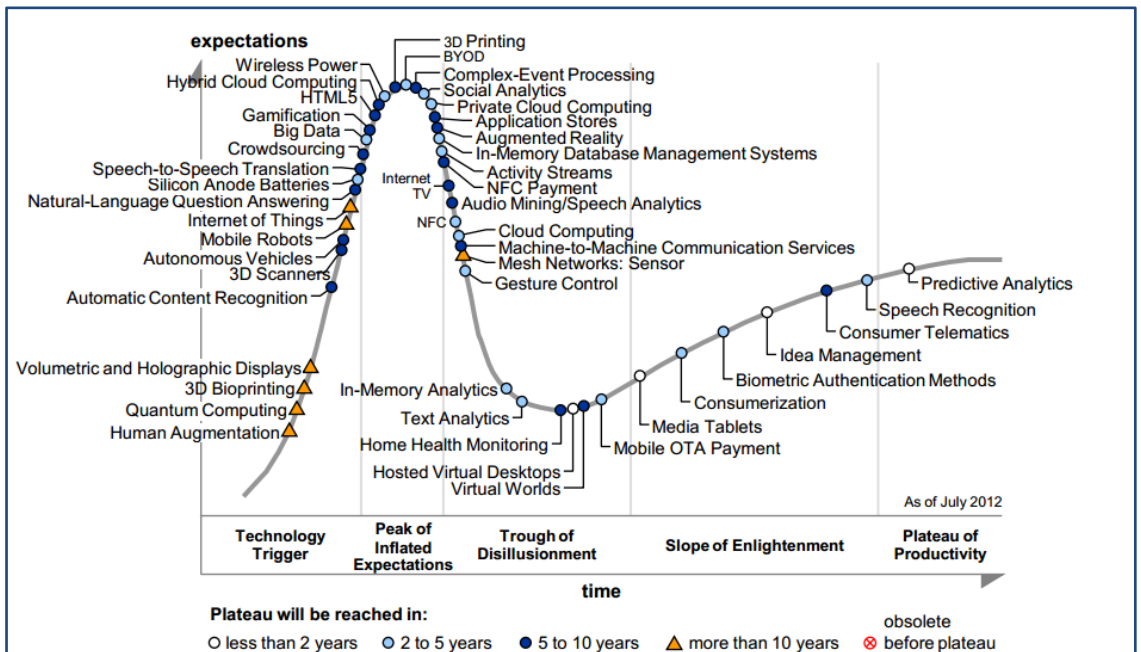 expectations
3D Printing
BYOD
Wireless Power
Complex-Event Processing
Hybrid Cloud Computing
Social Analytics
HTML5
Private Cloud Computing
Gamification
Application Stores
Big Data
Augmented Reality
Crowdsourcing
In-Memory Database Management Systems
Speech-to-Speech Translation
Activity Streams
Silicon Anode Batteries
Internet
TV
NFC Payment
Natural-Language Question Answering
Audio Mining/Speech Analytics
Internet of Things
NFC
Cloud Computing
Mobile Robots
Machine-to-Machine Communication Services
Autonomous Vehicles
Mesh Networks: Sensor
3D Scanners
Gesture Control
Automatic Content Recognition
Predictive Analytics
Speech Recognition
Consumer Telematics
Idea Management
Volumetric and Holographic Displays
Biometric Authentication Methods
3D Bioprinting
In-Memory Analytics
Consumerization
Quantum Computing
Text Analytics
Media Tablets
Human Augmentation
Home Health Monitoring
Mobile OTA Payment
Hosted Virtual Desktops
Virtual Worlds
As of July 2012
Technology
Trigger
Peak of
Inflated
Expectations
Trough of
Disillusionment
Slope of Enlightenment
Plateau of
Productivity
time
Plateau will be reached in:
less than 2 years
2 to 5 years
5 to 10 years
more than 10 years
obsolete
before plateau